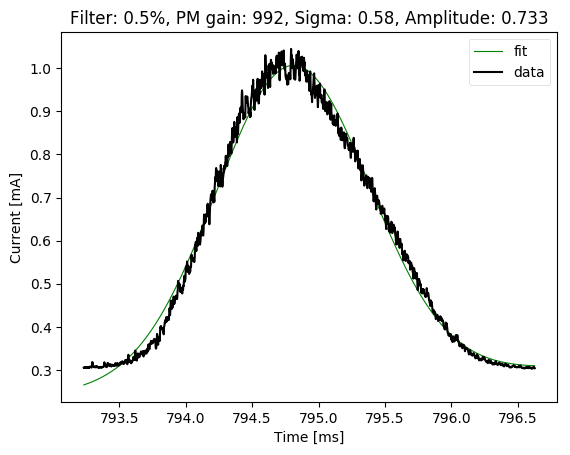 Filter: 0.5%, PM gain: 992, Sigma: 0.58, Amplitude: 0.733
fit
data
1.0
0.9
0.8
0.7
0.6
0.5
0.4
0.3
Current [mA]
793.5 794.0 794.5 795.0 795.5 796.0 796.5
Time [ms]